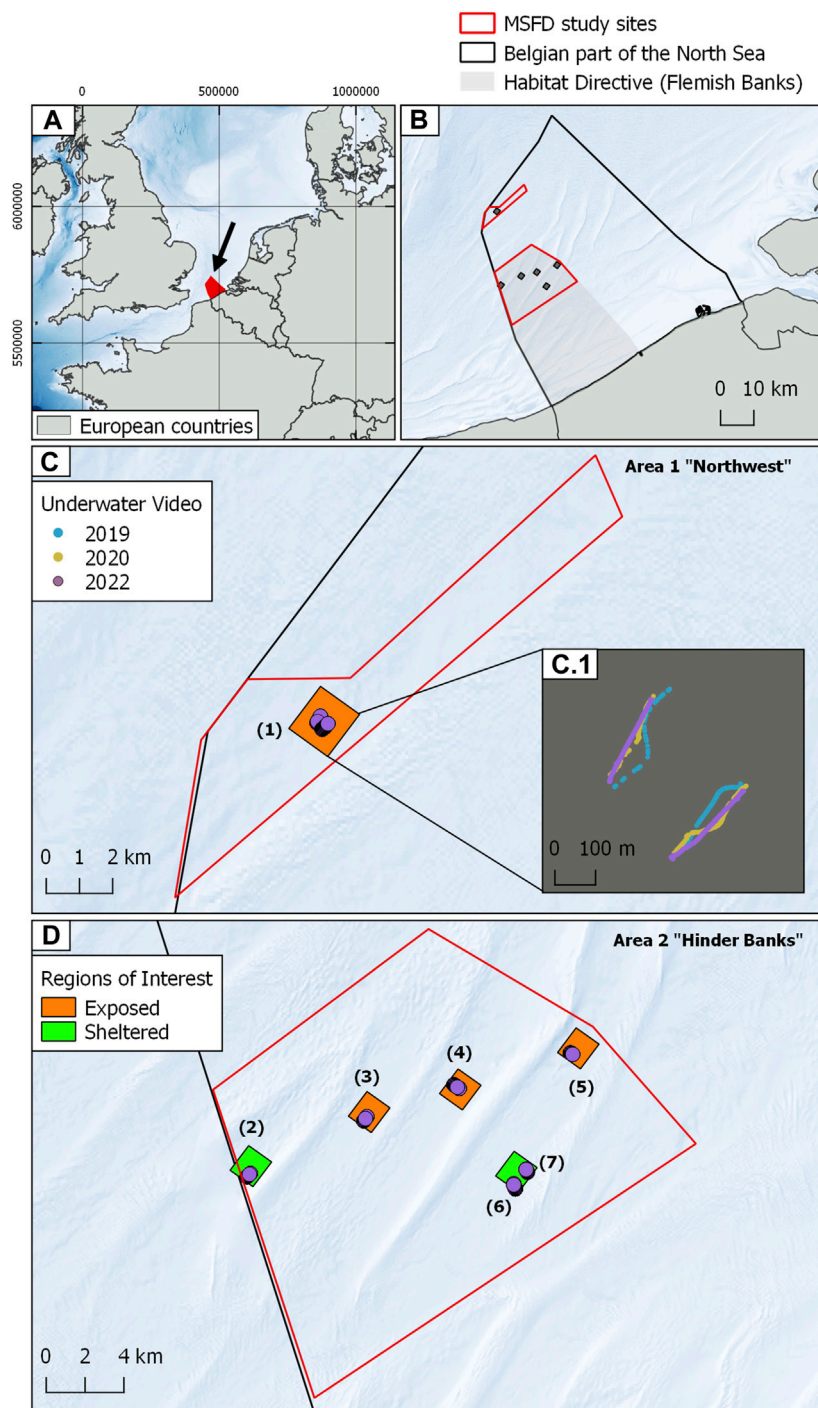 MSFD study sites
Belgian part of the North Sea
Habitat Directive (Flemish Banks)
0 500000 1000000
A
6000000
5500000
European countries
B
0 10 km
C
Area 1 "Northwest"
Underwater Video
2019
2020
2022
(1)
C.1
0 100 m
0 1 2 km
D
Area 2 "Hinder Banks"
Regions of Interest
Exposed
Sheltered
(2)
(3)
(4)
(5)
(6)
(7)
0 2 4 km